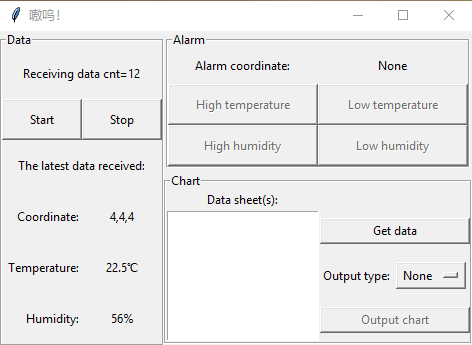 嗷呜!
Data
Receiving data cnt=12
Start
Stop
The latest data received:
Coordinate:
4,4,4
Temperature:
22.5℃
Humidity:
56%
Alarm
Alarm coordinate:
None
High temperature
Low temperature
High humidity
Low humidity
Chart
Data sheet(s):
Get data
Output type:
None
Output chart